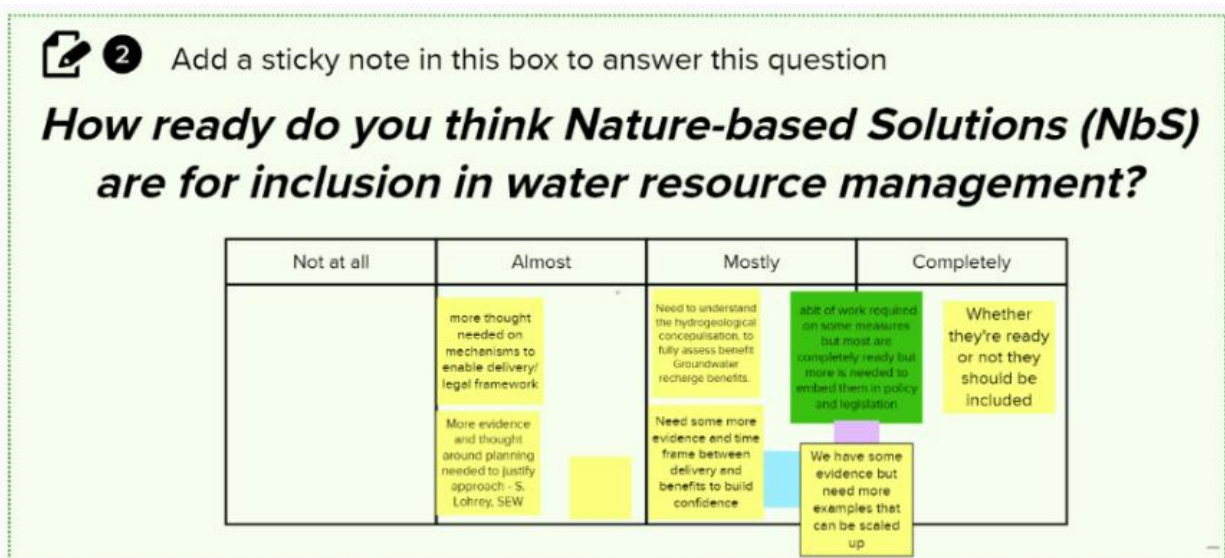 2 Add a sticky note in this box to answer this question
How ready do you think Nature-based Solutions (NbS)
are for inclusion in water resource management?
Not at all
Almost
Mostly
Completely
more thought
needed on
mechanisms to
enable delivery/
legal framework
More evidence
and thought
around planning
needed to justify
approach - S.
Lohrey, SEW
Need to understand
the hydrogeological
concepulisation, to
fully assess benefit
Groundwater
recharge benefits.
Need some more
evidence and time
frame between
delivery and
benefits to build
confidence
abit of work required
on some measures
but most are
completely ready but
more is needed to
embed them in policy
and legislation
We have some
evidence but
need more
examples that
can be scaled
up
Whether
they're ready
or not they
should be
included